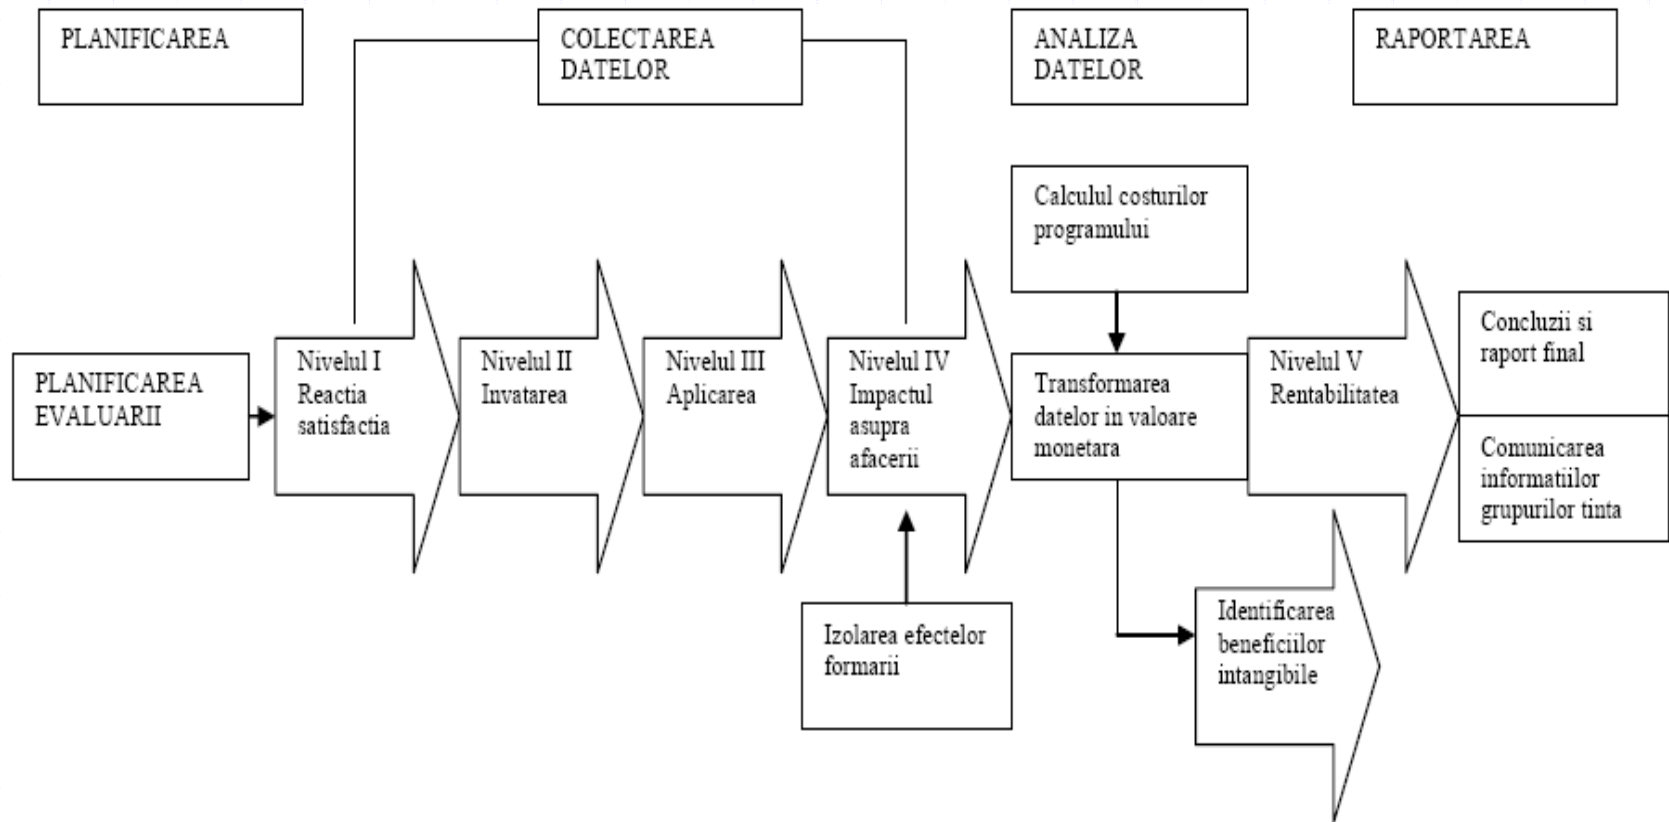 PLANIFICAREA
COLECTAREA
DATELOR
ANALIZA
DATELOR
RAPORTAREA
Calculul costurilor
programului
PLANIFICAREA
EVALUARII
Nivelul I
Reactia
satisfactia
Nivelul II
Invatarea
Nivelul III
Aplicarea
Nivelul IV
Impactul
asupra
afacerii
Transformarea
datelor in valoare
monetara
Nivelul V
Rentabilitatea
Concluzii si
raport final
Comunicarea
informatiilor
grupurilor tinta
Izolarea efectelor
formarii
Identificarea
beneficiilor
intangibile